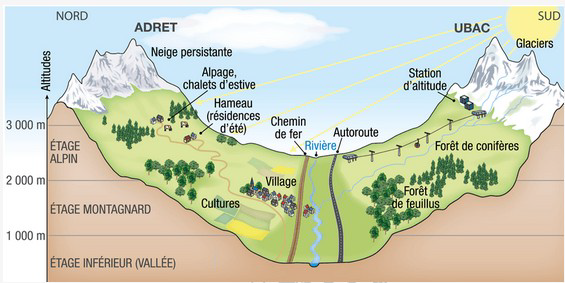 NORD
SUD
ADRET
UBAC
Neige persistante
Glaciers
Alpage,
chalets d'estive
Station
d'altitude
Hameau
(résidences
d'été)
Chemin
de fer
Rivière
Autoroute
Forêt de conifères
Altitudes
3 000 m
ÉTAGE
ALPIN
2 000 m
Village
Forêt
de feuillus
Cultures
ÉTAGE MONTAGNARD
1 000 m
ÉTAGE INFÉRIEUR (VALLÉE)